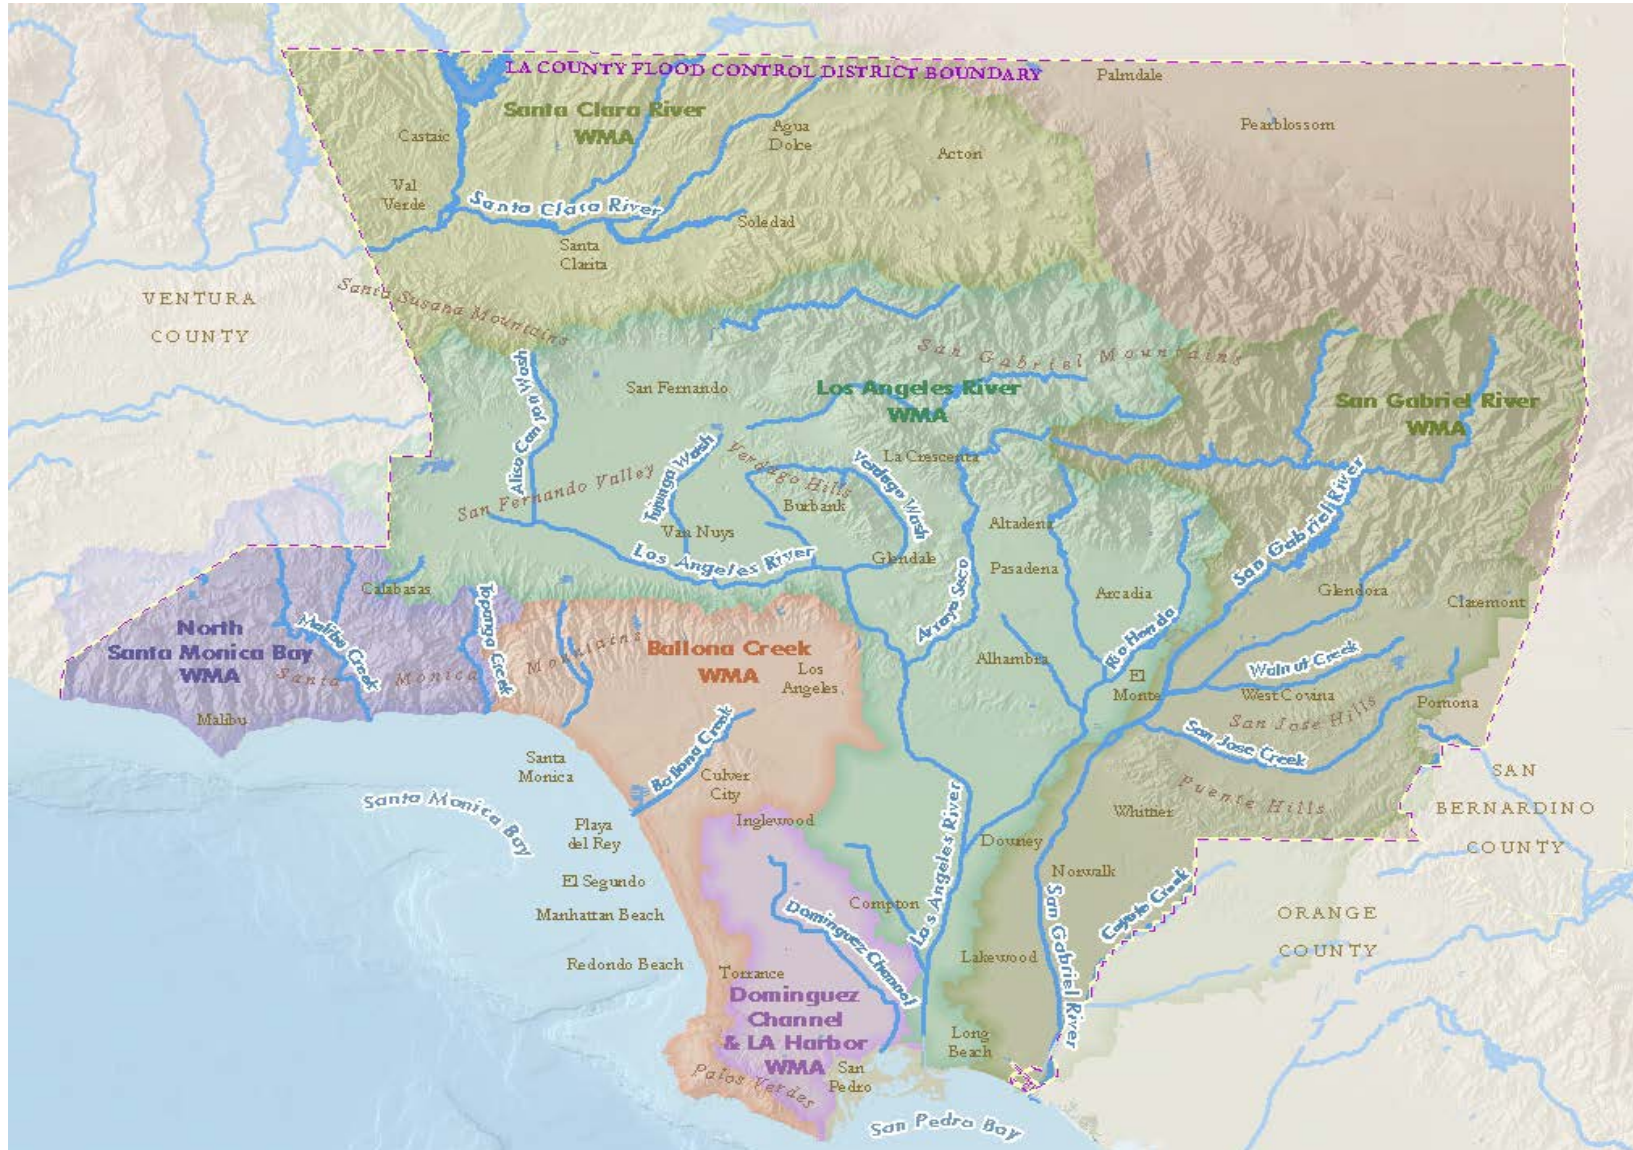 LA COUNTY FLOOD CONTROL DISTRICT BOUNDARY
Palmdale
Santa Clara River
WMA
Pearblossom
Castaic
Agua
Dolce
Acton
Val
Verde
Santa Clara River
Soledad
Santa
Clarita
VENTURA
COUNTY
Santa Susana Mountains
San Gabriel Mountains
Aliso Canyon Wash
San Fernando
Los Angeles River
WMA
San Gabriel River
WMA
Tujunga Wash
Verdugo Hills
Verdugo Wash
La Crescenta
San Fernando Valley
Burbank
Van Nuys
Altadena
San Gabriel River
Los Angeles River
Glendale
Pasadena
Arroyo Seco
Calabasas
Topanga Creek
Arcadia
Glendora
Claremont
North
Santa Monica Bay
WMA
Malibu Creek
Santa Monica Mountains
Ballona Creek
WMA
Los
Angeles
Alhambra
Rio Hondo
Walnut Creek
El
Monte
West Covina
San Jose Hills
Pomona
Malibu
Ballona Creek
San Jose Creek
Santa
Monica
Culver
City
Santa Monica Bay
Puente Hills
SAN
BERNARDINO
COUNTY
Inglewood
Los Angeles River
Whittier
Playa
del Rey
Downey
Norwalk
El Segundo
Compton
San Gabriel River
Coyote Creek
Manhattan Beach
Dominguez Channel
ORANGE
COUNTY
Redondo Beach
Torrance
Lakewood
Dominguez
Channel
& LA Harbor
WMA
Long
Beach
Palos Verdes
San
Pedro
San Pedro Bay